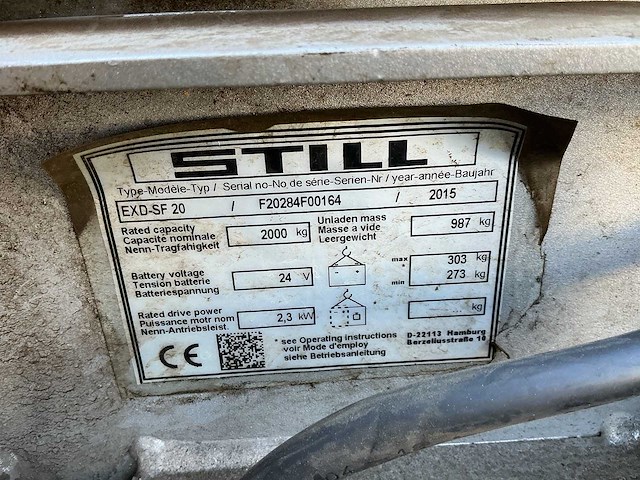 STILL
Type-Modèle-Typ / Serial no-No de série-Serien-Nr / year-année-Baujahr
EXD-SF 20 / F20284F00164 / 2015
Rated capacity
Capacité nominale
Nenn-Tragfähigkeit
2000 kg
Unladen mass
Masse a vide
Leergewicht
987 kg
Battery voltage
Tension batterie
Batteriespannung
24 V
max 303 kg
min 273 kg
Rated drive power
Puissance motr nom
Nenn-Antriebsleist
2,3 kW
* ... kg
CE
* see Operating instructions
voir Mode d'employ
siehe Betriebsanleitung
D-22113 Hamburg
Berzeliusstraße 10